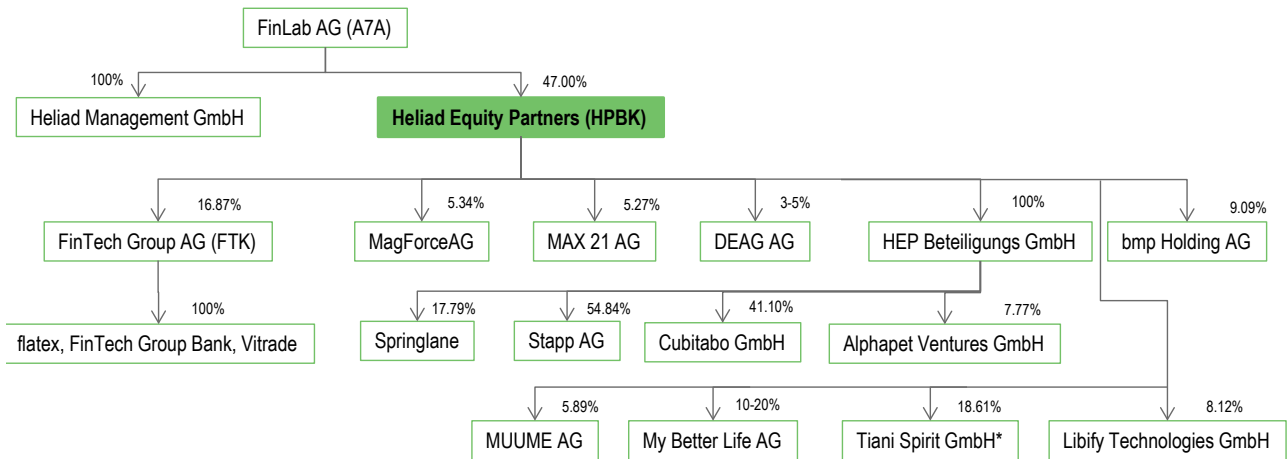 FinLab AG (A7A)
100%
47.00%
Heliad Management GmbH
Heliad Equity Partners (HPBK)
16.87%
5.34%
5.27%
3-5%
100%
9.09%
FinTech Group AG (FTK)
MagForceAG
MAX 21 AG
DEAG AG
HEP Beteiligungs GmbH
bmp Holding AG
100%
17.79%
54.84%
41.10%
7.77%
flatex, FinTech Group Bank, Vitrade
Springlane
Stapp AG
Cubitabo GmbH
Alphapet Ventures GmbH
5.89%
10-20%
18.61%
8.12%
MUUME AG
My Better Life AG
Tiani Spirit GmbH*
Libify Technologies GmbH